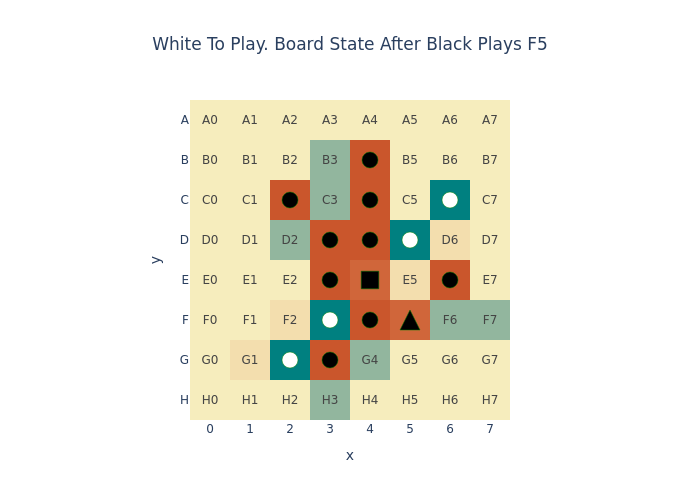 White To Play. Board State After Black Plays F5
A A0 A1 A2 A3 A4 A5 A6 A7
B B0 B1 B2 B3 B5 B6 B7
C C0 C1 C3 C5 C7
D D0 D1 D2 D6 D7
E E0 E1 E2 E5 E7
F F0 F1 F2 F6 F7
G G0 G1 G4 G5 G6 G7
H H0 H1 H2 H3 H4 H5 H6 H7
0 1 2 3 4 5 6 7
x
y